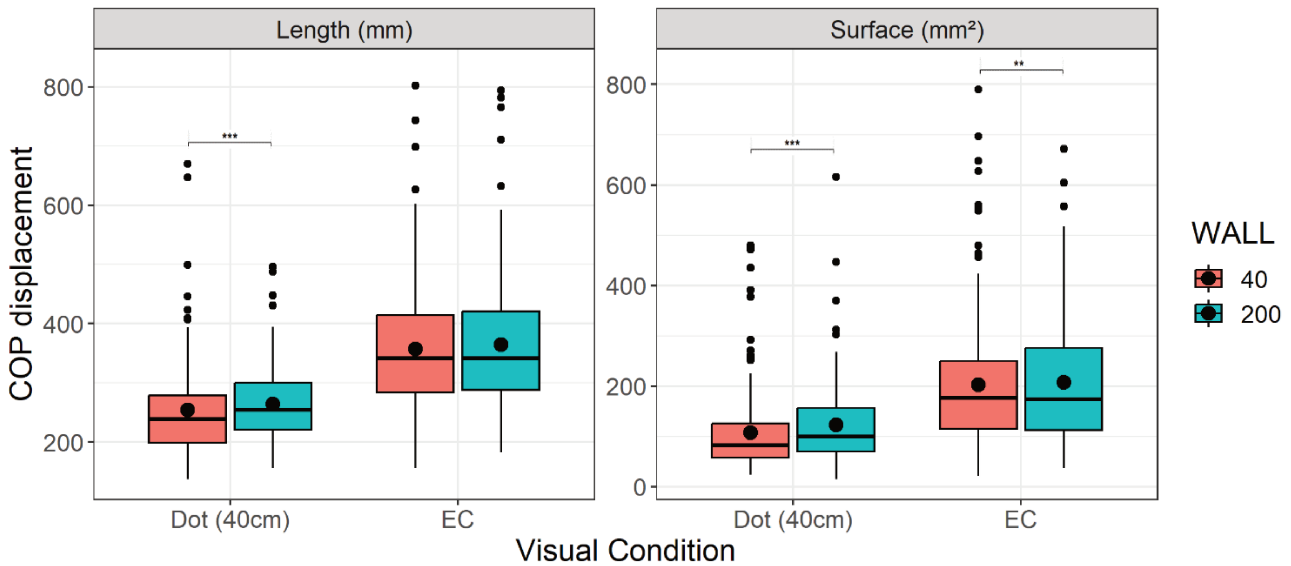 Length (mm)
Surface (mm²)
COP displacement
800
600
400
200
***
Dot (40cm)
EC
800
600
400
200
0
***
**
Dot (40cm)
EC
Visual Condition
WALL
40
200